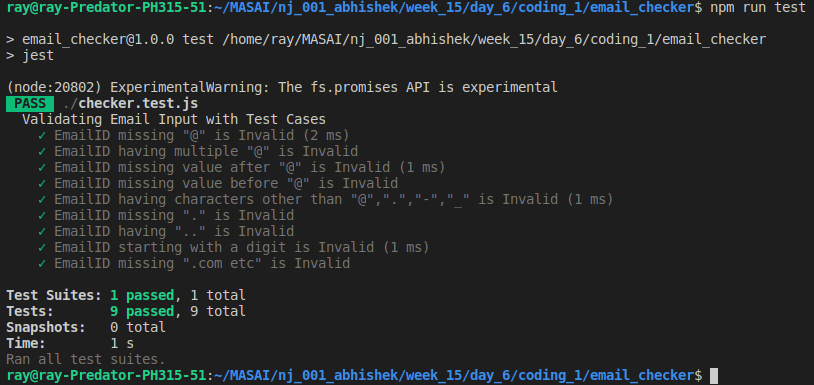 ray@ray-Predator-PH315-51:~/MASAI/nj_001_abhishek/week_15/day_6/coding_1/email_checker$ npm run test
> email_checker@1.0.0 test /home/ray/MASAI/nj_001_abhishek/week_15/day_6/coding_1/email_checker
> jest
(node:20802) ExperimentalWarning: The fs.promises API is experimental
PASS ./checker.test.js
Validating Email Input with Test Cases
✓ EmailID missing "@" is Invalid (2 ms)
✓ EmailID having multiple "@" is Invalid
✓ EmailID missing value after "@" is Invalid (1 ms)
✓ EmailID missing value before "@" is Invalid
✓ EmailID having characters other than "@",".","-","_" is Invalid (1 ms)
✓ EmailID missing "." is Invalid
✓ EmailID having ".." is Invalid
✓ EmailID starting with a digit is Invalid (1 ms)
✓ EmailID missing ".com etc" is Invalid
Test Suites: 1 passed, 1 total
Tests: 9 passed, 9 total
Snapshots: 0 total
Time: 1 s
Ran all test suites.
ray@ray-Predator-PH315-51:~/MASAI/nj_001_abhishek/week_15/day_6/coding_1/email_checker$